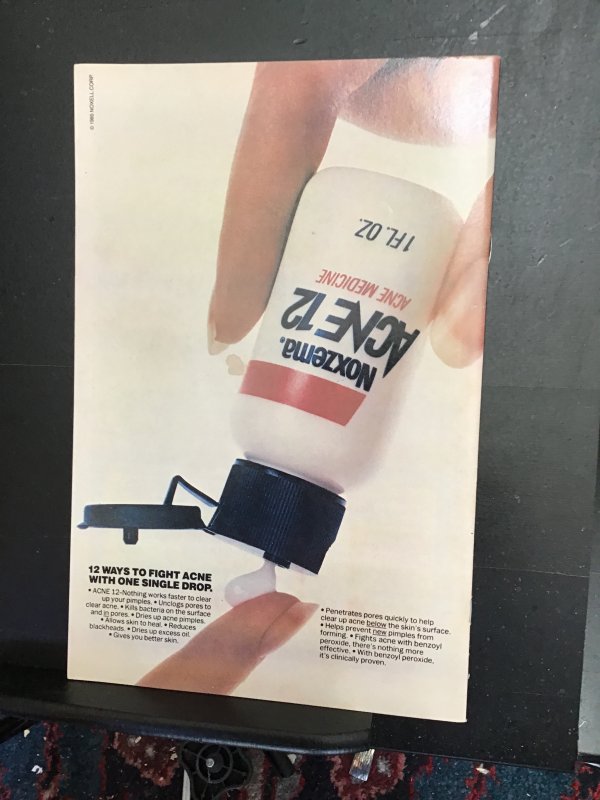 © 1985 NOXELL CORP.
1 FL. OZ.
ACNE MEDICINE
ACNE 12
Noxzema®
12 WAYS TO FIGHT ACNE
WITH ONE SINGLE DROP.
• ACNE 12-Nothing works faster to clear
up your pimples. • Unclogs pores to
clear acne. • Kills bacteria on the surface
and in pores. • Dries up acne pimples.
• Allows skin to heal. • Reduces
blackheads. • Dries up excess oil.
• Gives you better skin.
• Penetrates pores quickly to help
clear up acne below the skin's surface.
• Helps prevent new pimples from
forming. • Fights acne with benzoyl
peroxide, there's nothing more
effective. • With benzoyl peroxide,
it's clinically proven.